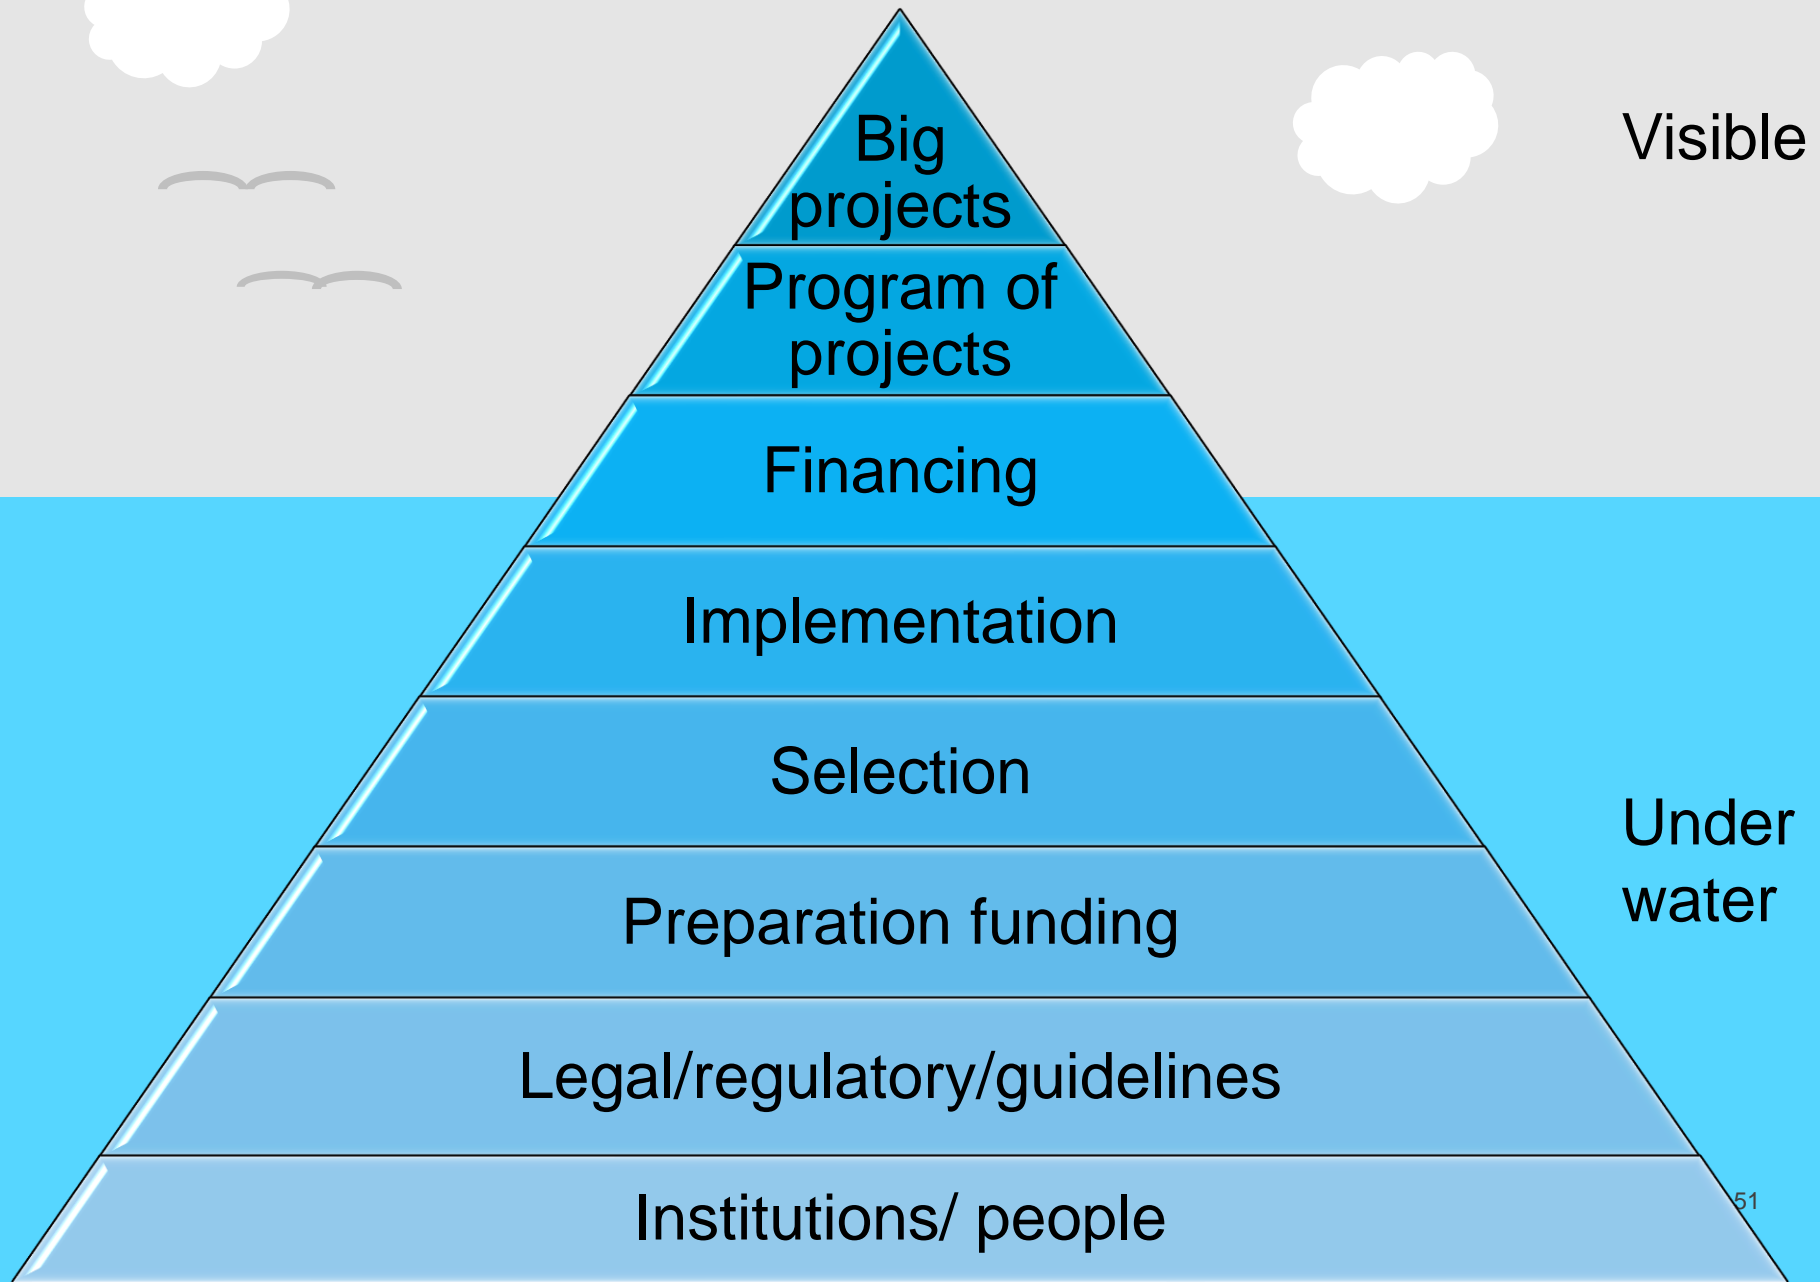 Big
projects
Visible
Program of
projects
Financing
Implementation
Selection
Under
water
Preparation funding
Legal/regulatory/guidelines
Institutions/ people
51